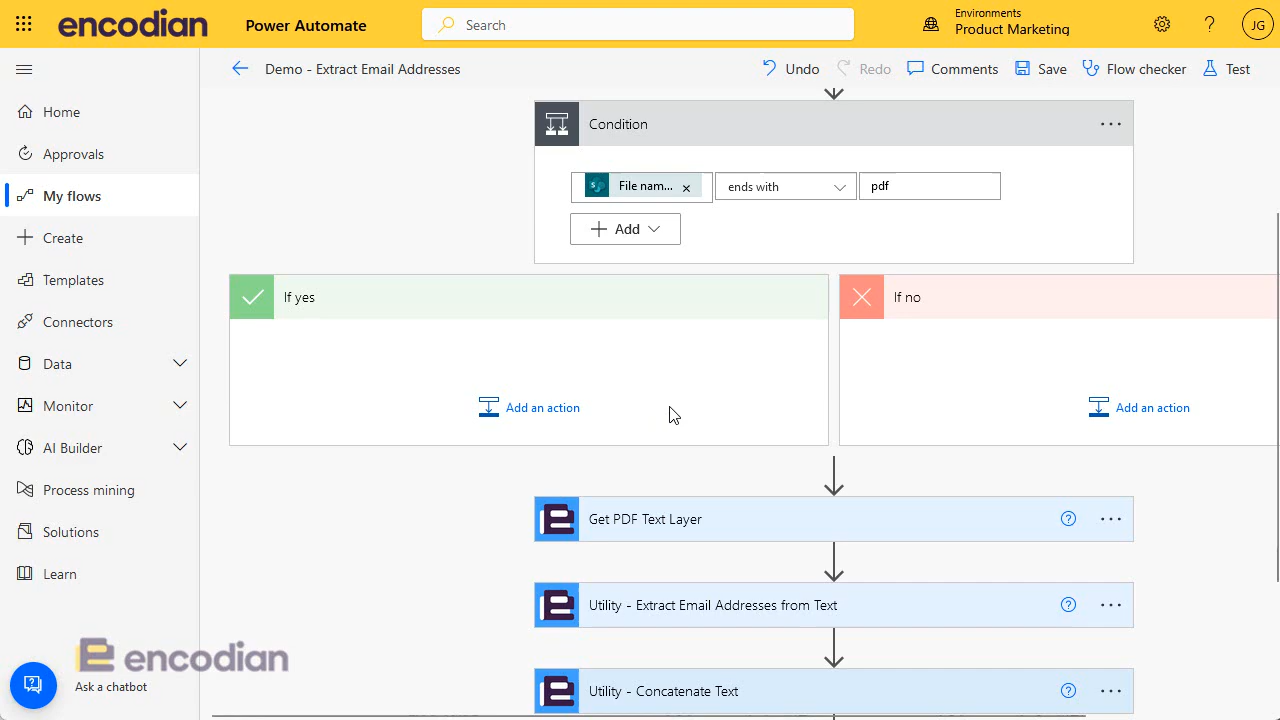 encodian
Power Automate
Search
Environments
Product Marketing
?
JG
Demo - Extract Email Addresses
Undo
Redo
Comments
Save
Flow checker
Test
Home
Approvals
My flows
Create
Templates
Connectors
Data
Monitor
AI Builder
Process mining
Solutions
Learn
Condition
File nam... ×
ends with
pdf
Add
If yes
Add an action
If no
Add an action
Get PDF Text Layer
Utility - Extract Email Addresses from Text
Utility - Concatenate Text
encodian
Ask a chatbot